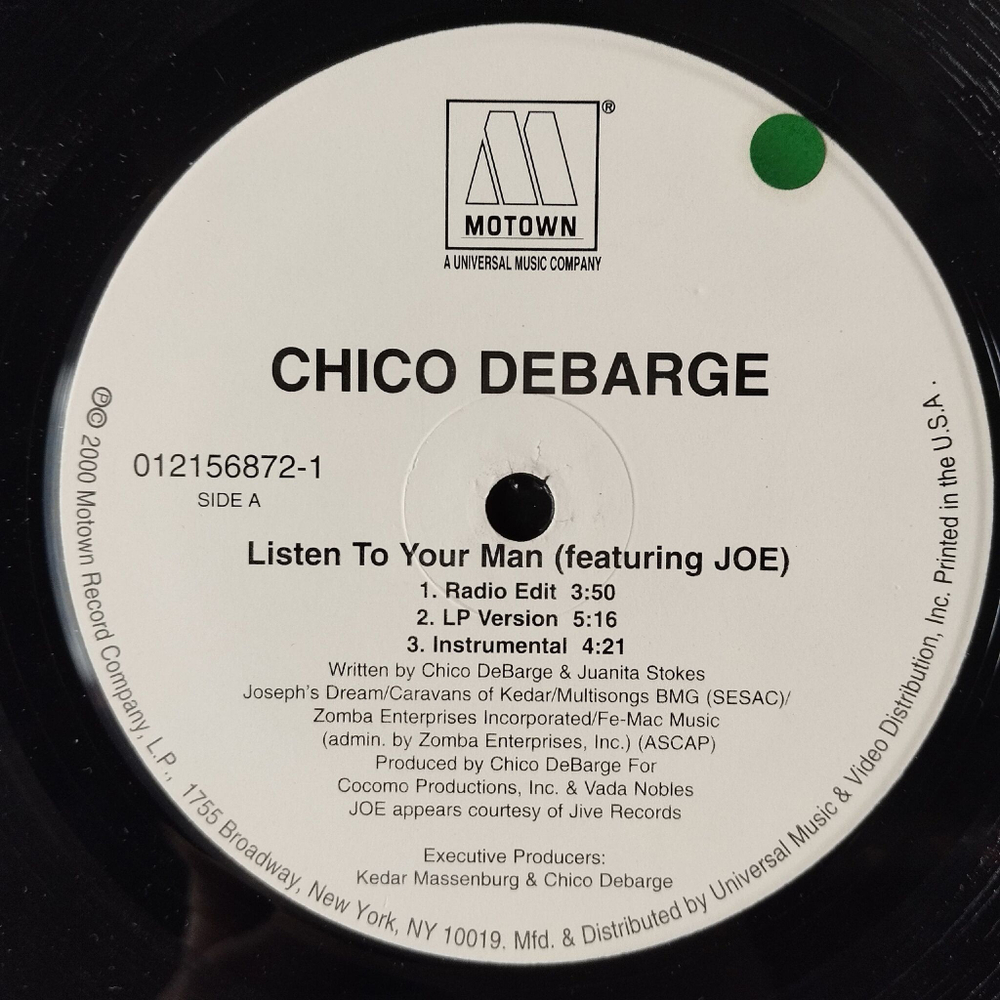 ®
MOTOWN
A UNIVERSAL MUSIC COMPANY
CHICO DEBARGE
012156872-1
SIDE A
Listen To Your Man (featuring JOE)
1. Radio Edit 3:50
2. LP Version 5:16
3. Instrumental 4:21
Written by Chico DeBarge & Juanita Stokes
Joseph's Dream/Caravans of Kedar/Multisongs BMG (SESAC)/
Zomba Enterprises Incorporated/Fe-Mac Music
(admin. by Zomba Enterprises, Inc.) (ASCAP)
Produced by Chico DeBarge For
Cocomo Productions, Inc. & Vada Nobles
JOE appears courtesy of Jive Records
Executive Producers:
Kedar Massenburg & Chico Debarge
℗© 2000 Motown Record Company, L.P., 1755 Broadway, New York, NY 10019. Mfd. & Distributed by Universal Music & Video Distribution, Inc. Printed in the U.S.A.